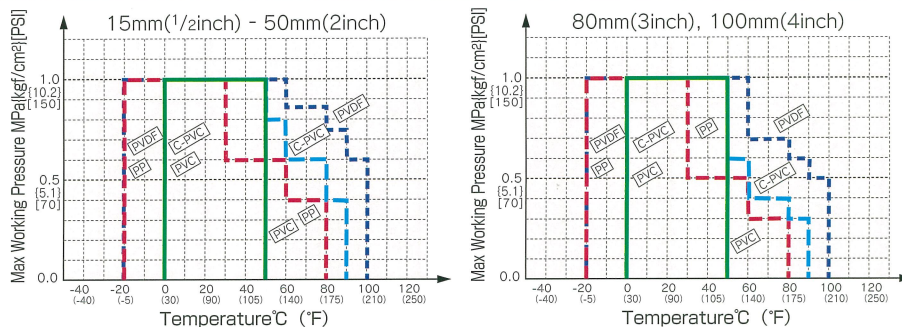 15mm(1/2inch) - 50mm(2inch)
Max Working Pressure MPa{kgf/cm2}[PSI]
1.0
{10.2}
[150]
0.5
{5.1}
[70]
0.0
PVDF
PP
C-PVC
PVC
C-PVC
PVDF
PVC
PP
-40 -20 0 20 40 60 80 100 120
(-40) (-5) (30) (90) (105) (140) (175) (210) (250)
Temperature℃ (°F)
80mm(3inch), 100mm(4inch)
Max Working Pressure MPa{kgf/cm2}[PSI]
1.0
{10.2}
[150]
0.5
{5.1}
[70]
0.0
PVDF
PP
C-PVC
PVC
PP
PVDF
C-PVC
PVC
-40 -20 0 20 40 60 80 100 120
(-40) (-5) (30) (90) (105) (140) (175) (210) (250)
Temperature℃ (°F)